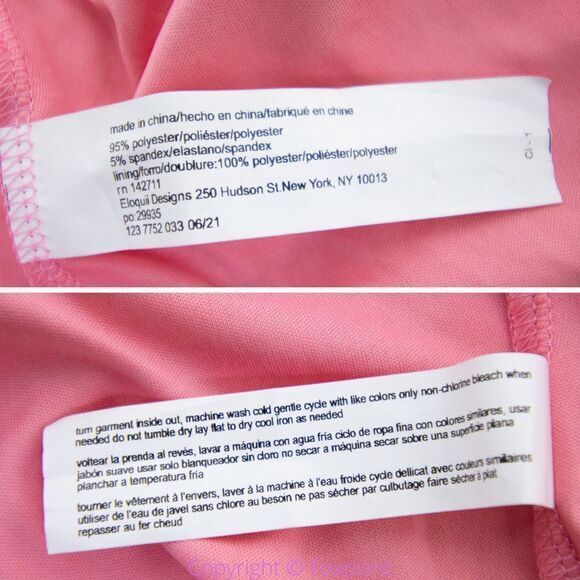 made in china/hecho en china/fabriqué en chine
95% polyester/poliéster/polyester
5% spandex/elastano/spandex
lining/forro/doublure:100% polyester/poliéster/polyester
rn 142711
Eloquii Designs 250 Hudson St.New York, NY 10013
po:29935
123 7752 033 06/21
CI -1
turn garment inside out, machine wash cold gentle cycle with like colors only non-chlorine bleach when
needed do not tumble dry lay flat to dry cool iron as needed
voltear la prenda al revés, lavar a máquina con agua fria ciclo de ropa fina con colores similares, usar
jabón suave usar solo blanqueador sin cloro no secar a máquina secar sobre una superficie plana
planchar a temperatura fria
tourner le vêtement à l'envers, laver à la machine à l'eau froide cycle dellicat avec couleurs similaires
utiliser de l'eau de javel sans chlore au besoin ne pas sécher par culbutage faire sécher à plat
repasser au fer cheud
Copyright ©